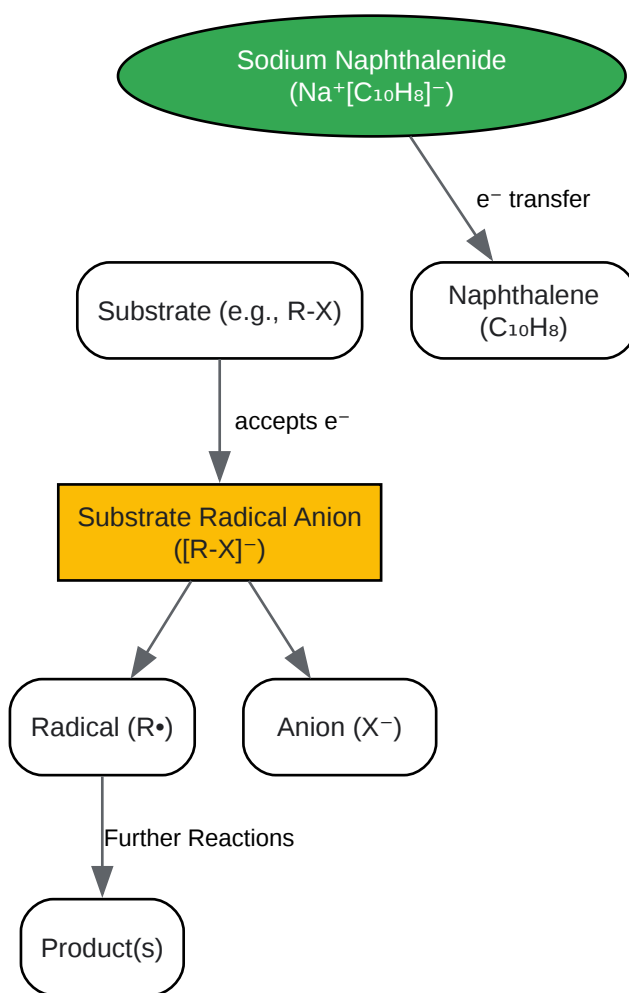 Sodium Naphthalenide
(Na⁺[C₁₀H₈]⁻)
e⁻ transfer
Substrate (e.g., R-X)
Naphthalene
(C₁₀H₈)
accepts e⁻
Substrate Radical Anion
([R-X]⁻)
Radical (R•)
Anion (X⁻)
Further Reactions
Product(s)